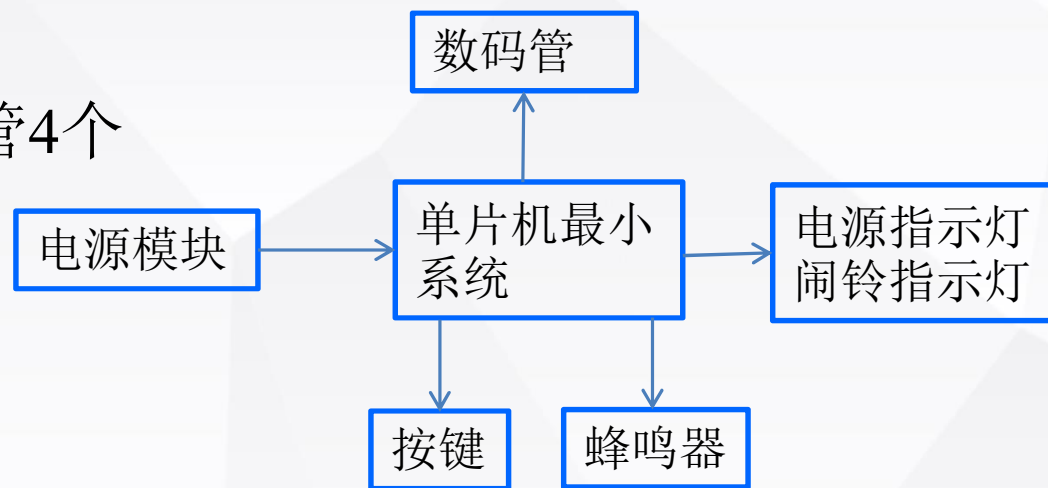 数码管
管4个
电源模块
单片机最小
系统
电源指示灯
闹铃指示灯
按键
蜂鸣器